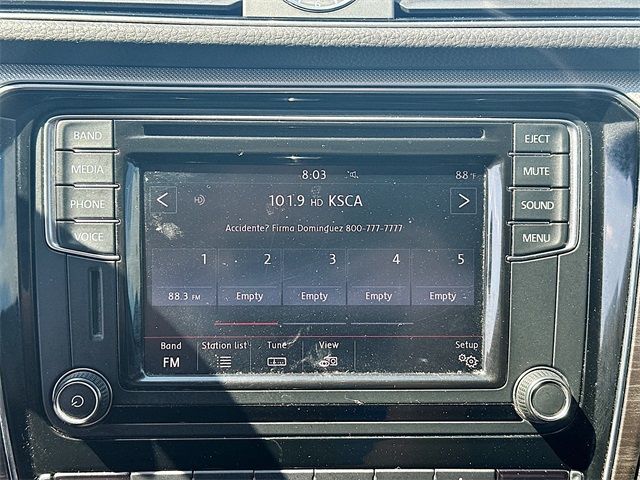 BAND
MEDIA
PHONE
VOICE
EJECT
MUTE
SOUND
MENU
8:03
88°F
< HD >
101.9 HD KSCA
Accidente? Firma Dominguez 800-777-7777
1 2 3 4 5
88.3 FM Empty Empty Empty Empty
Band Station list Tune View Setup
FM